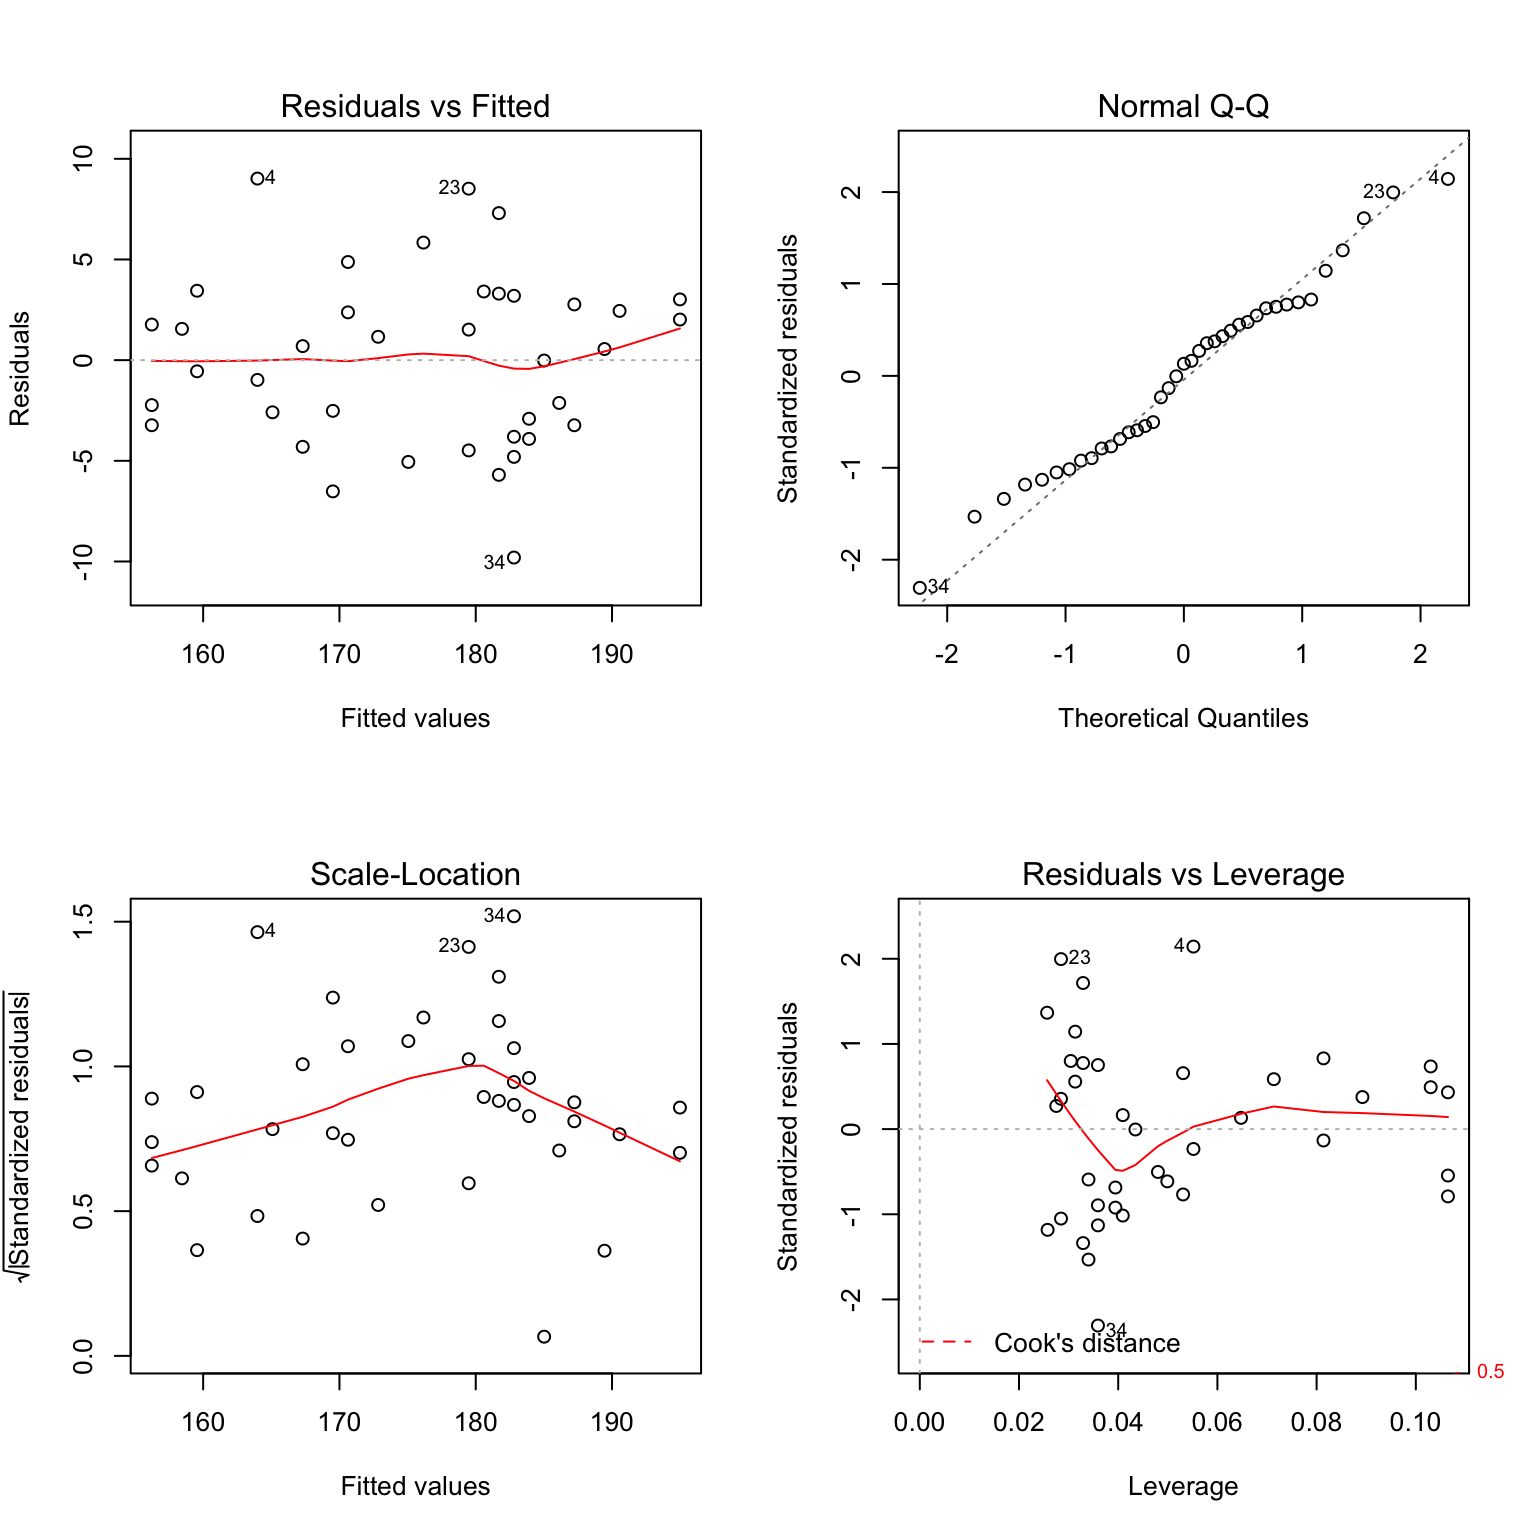 Residuals vs Fitted
Residuals
10
5
0
-5
-10
4
23
34
160 170 180 190
Fitted values
Normal Q-Q
Standardized residuals
2
1
0
-1
-2
23
4
34
-2 -1 0 1 2
Theoretical Quantiles
Scale-Location
√|Standardized residuals|
1.5
1.0
0.5
0.0
34
4
23
160 170 180 190
Fitted values
Residuals vs Leverage
Standardized residuals
2
1
0
-1
-2
4
23
34
Cook's distance
0.5
0.00 0.02 0.04 0.06 0.08 0.10
Leverage